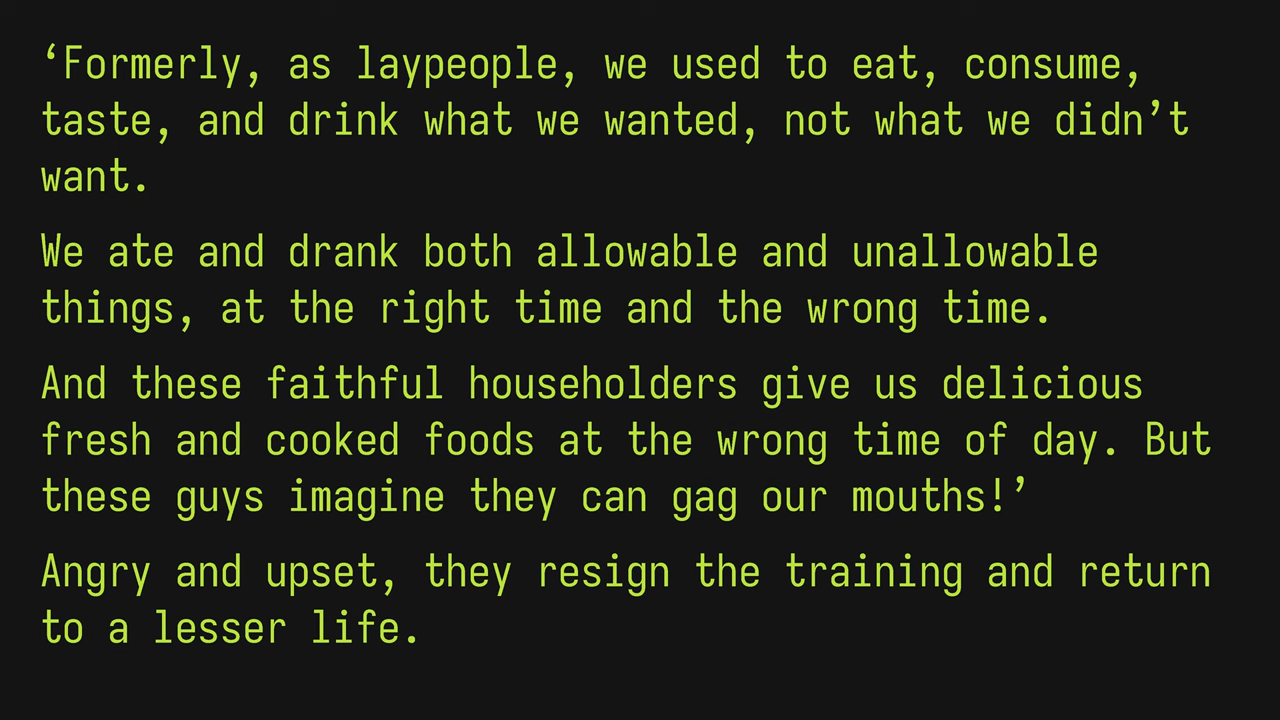 ‘Formerly, as laypeople, we used to eat, consume,
taste, and drink what we wanted, not what we didn’t
want.
We ate and drank both allowable and unallowable
things, at the right time and the wrong time.
And these faithful householders give us delicious
fresh and cooked foods at the wrong time of day. But
these guys imagine they can gag our mouths!’
Angry and upset, they resign the training and return
to a lesser life.